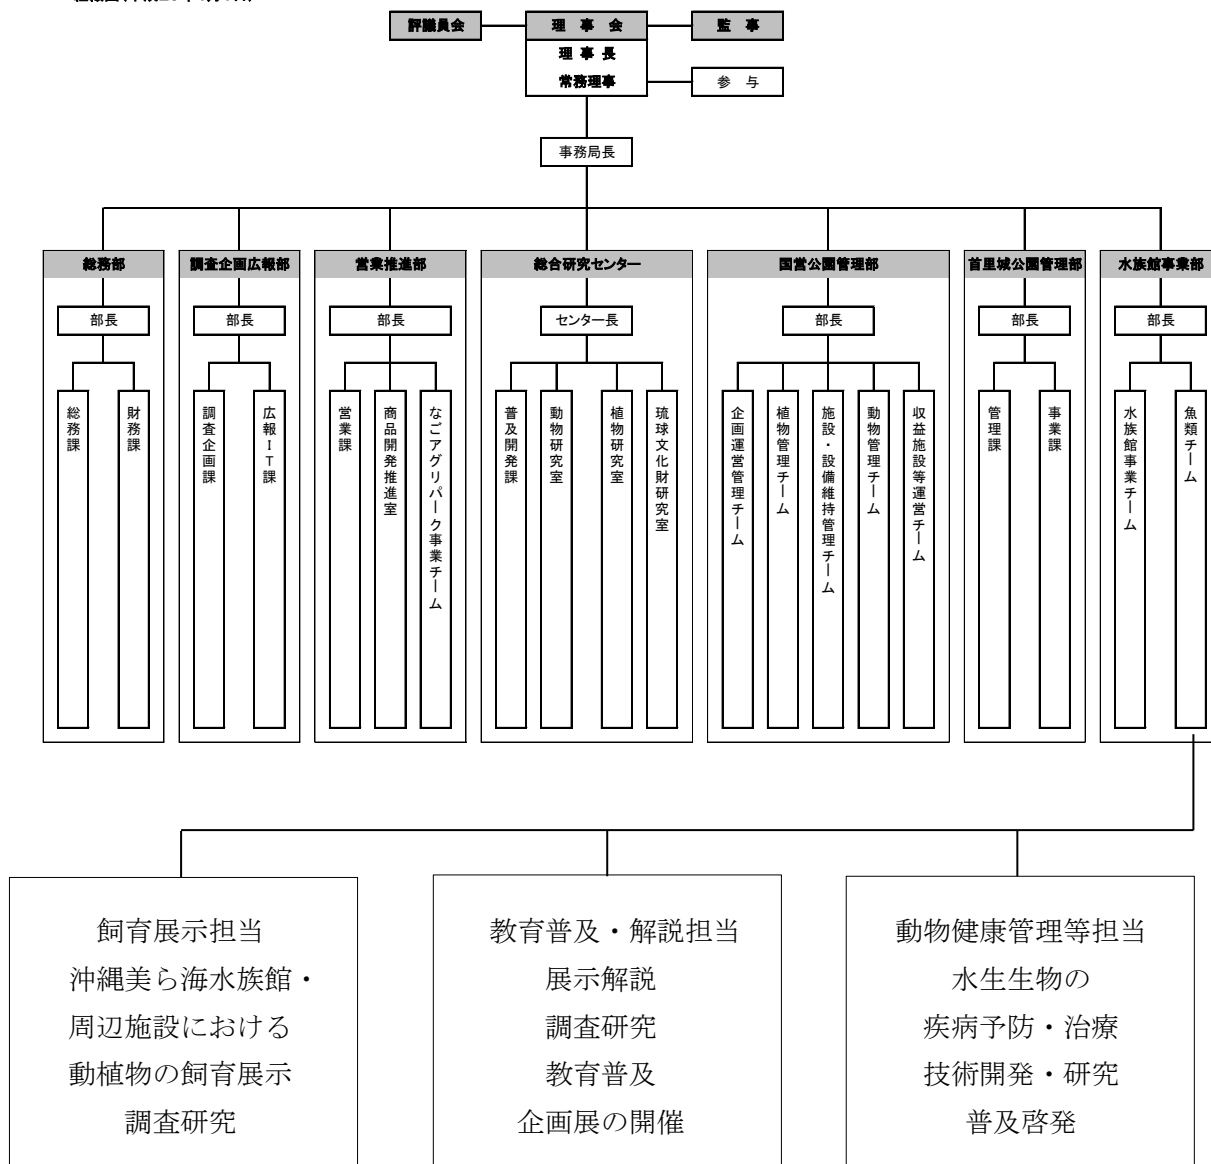 評議員会
理事会
監事
理事長
常務理事
参与
事務局長
総務部
調査企画広報部
営業推進部
総合研究センター
国営公園管理部
首里城公園管理部
水族館事業部
部長
部長
部長
センター長
部長
部長
部長
総務課
財務課
調査企画課
広報IT課
営業課
商品開発推進室
なごアグリパーク事業チーム
普及開発課
動物研究室
植物研究室
琉球文化財研究室
企画運営管理チーム
植物管理チーム
施設・設備維持管理チーム
動物管理チーム
収益施設等運営チーム
管理課
事業課
水族館事業チーム
魚類チーム
飼育展示担当
沖縄美ら海水族館・
周辺施設における
動植物の飼育展示
調査研究
教育普及・解説担当
展示解説
調査研究
教育普及
企画展の開催
動物健康管理等担当
水生生物の
疾病予防・治療
技術開発・研究
普及啓発